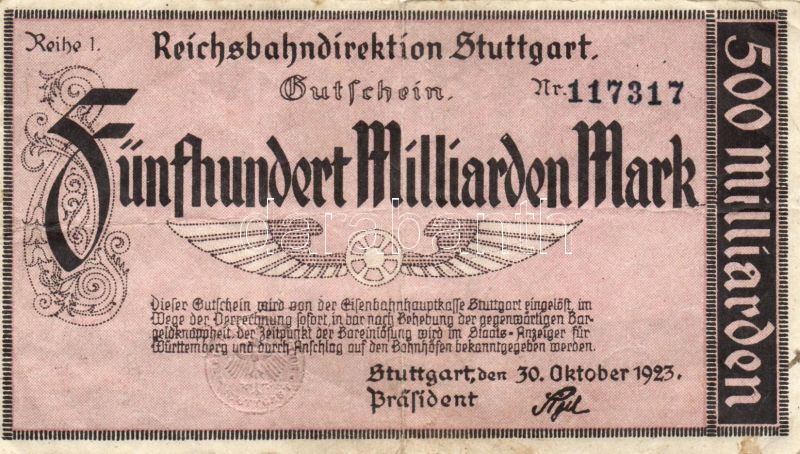 Reihe 1.
Reichsbahndirektion Stuttgart.
Gutschein.
Nr. 117317
Fünfhundert Milliarden Mark
darabanth
Dieser Gutschein wird von der Eisenbahnhauptkasse Stuttgart eingelöst, im
Wege der Verrechnung sofort, in bar nach Behebung der gegenwärtigen Bar-
geldknappheit, der Zeitpunkt der Bareinlösung wird im Staats-Anzeiger für
Württemberg und durch Anschlag auf den Bahnhöfen bekanntgegeben werden.
Stuttgart, den 30. Oktober 1923.
Präsident
500 Milliarden